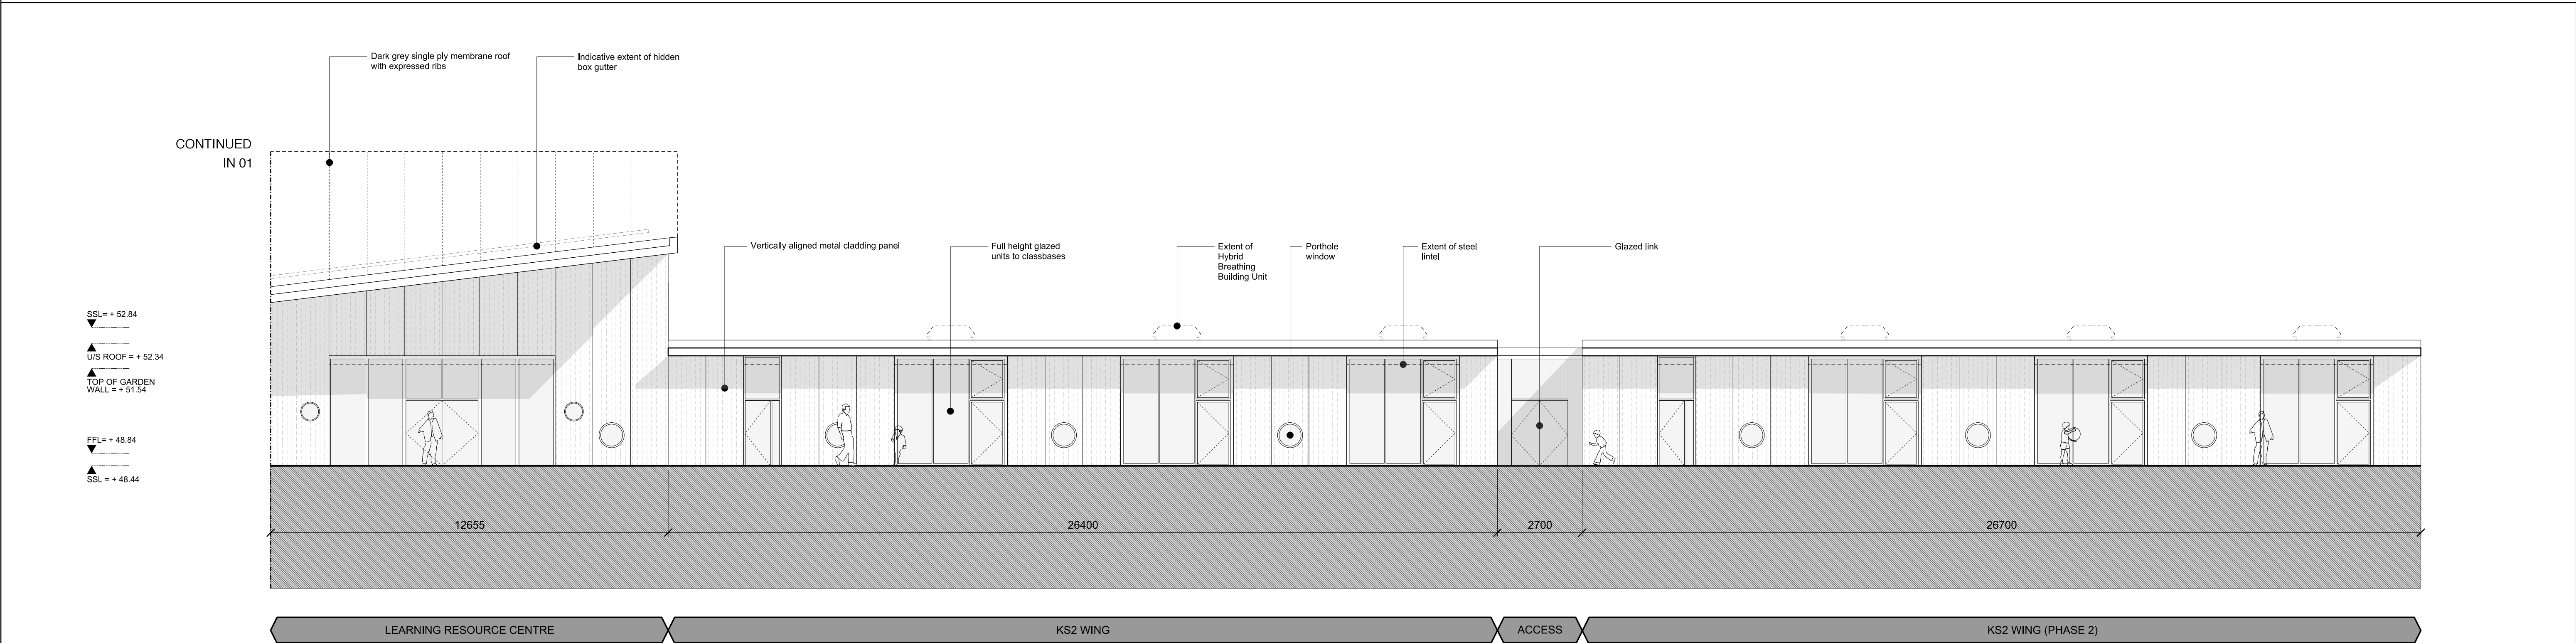 Dark grey single ply membrane roof
with expressed ribs
Indicative extent of hidden
box gutter
CONTINUED
IN 01
Vertically aligned metal cladding panel
Full height glazed
units to classbases
Extent of
Hybrid
Breathing
Building Unit
Porthole
window
Extent of steel
lintel
Glazed link
SSL= + 52.84
U/S ROOF = + 52.34
TOP OF GARDEN
WALL = + 51.54
FFL= + 48.84
SSL = + 48.44
12655
26400
2700
26700
LEARNING RESOURCE CENTRE
KS2 WING
ACCESS
KS2 WING (PHASE 2)